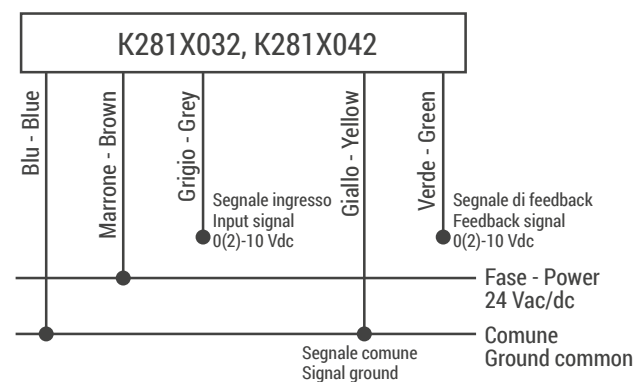 K281X032, K281X042
Blu - Blue
Marrone - Brown
Grigio - Grey
Giallo - Yellow
Verde - Green
Segnale ingresso
Input signal
0(2)-10 Vdc
Segnale di feedback
Feedback signal
0(2)-10 Vdc
Fase - Power
24 Vac/dc
Comune
Ground common
Segnale comune
Signal ground